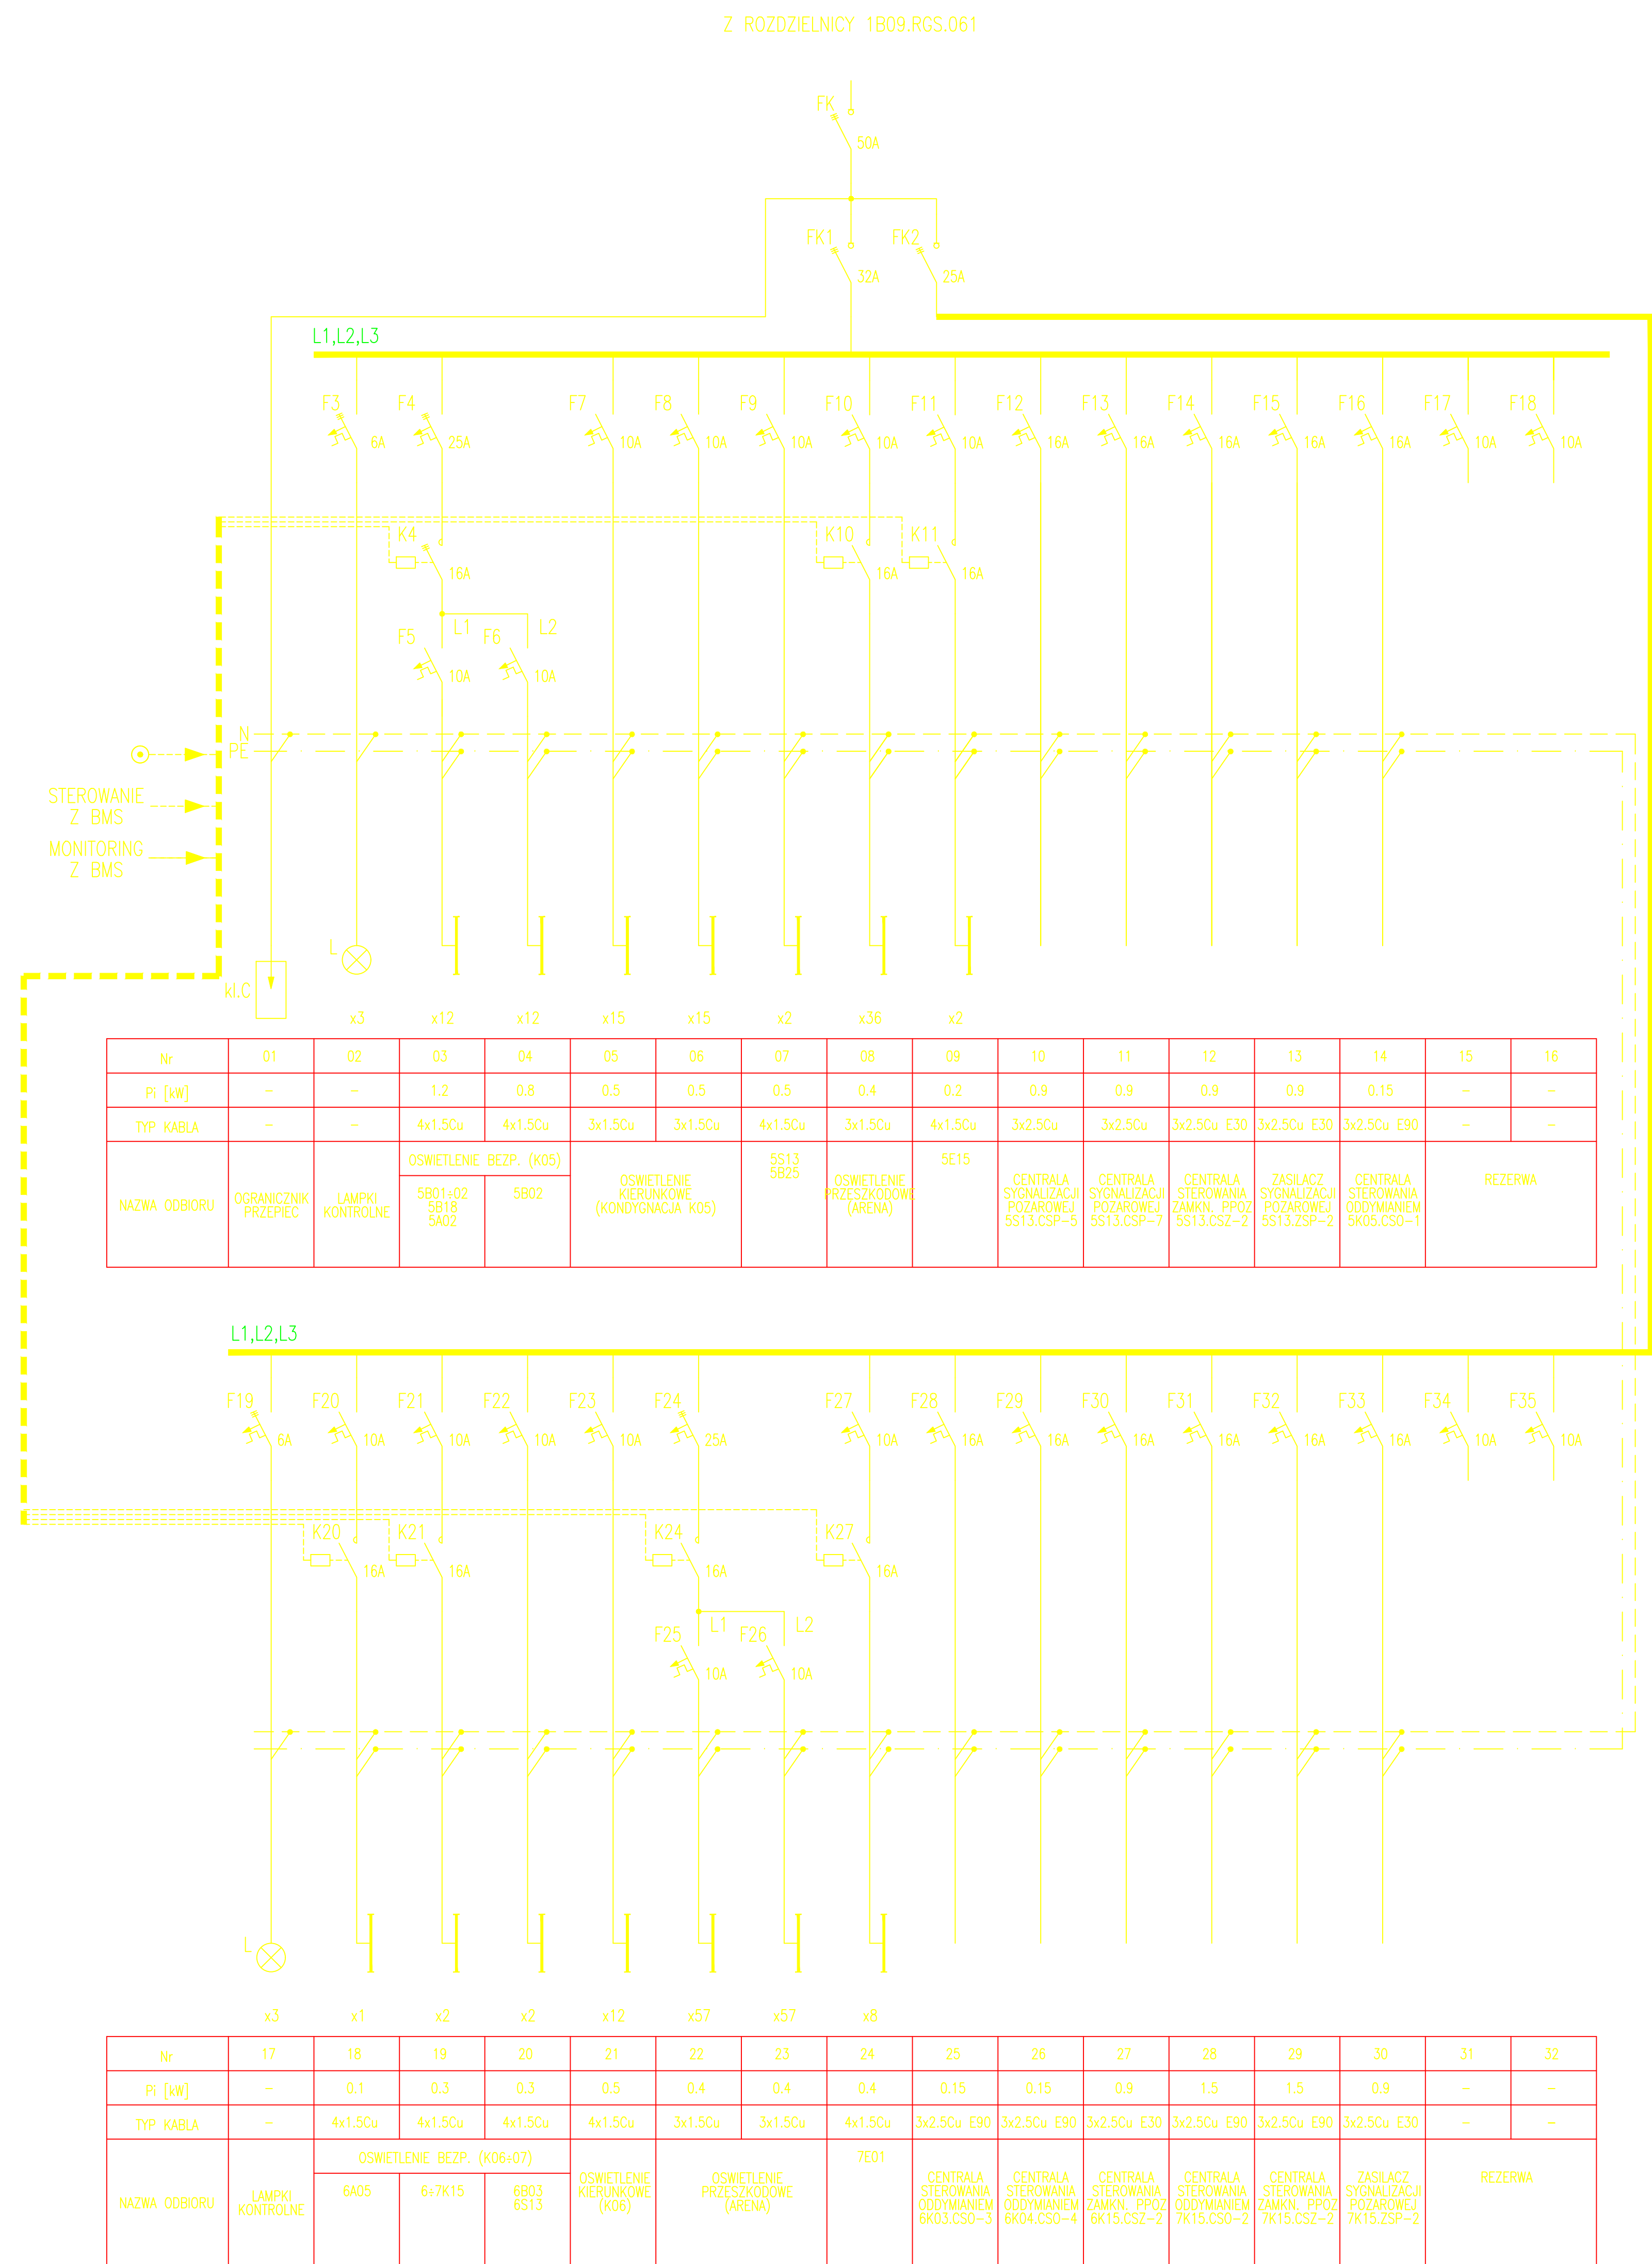 Z ROZDZIELNICY 1B09.RGS.061
FK
50A
FK1
FK2
32A
25A
L1,L2,L3
F3 F4 F7 F8 F9 F10 F11 F12 F13 F14 F15 F16 F17 F18
6A 25A 10A 10A 10A 10A 10A 16A 16A 16A 16A 16A 10A 10A
K4 K10 K11
16A 16A 16A
L1 L2
F5 F6
10A 10A
N
PE
STEROWANIE
Z BMS
MONITORING
Z BMS
L
kl.C
x3 x12 x12 x15 x15 x2 x36 x2
Nr 01 02 03 04 05 06 07 08 09 10 11 12 13 14 15 16
Pi [kW] - - 1.2 0.8 0.5 0.5 0.5 0.4 0.2 0.9 0.9 0.9 0.9 0.15 - -
TYP KABLA - - 4x1.5Cu 4x1.5Cu 3x1.5Cu 3x1.5Cu 4x1.5Cu 3x1.5Cu 4x1.5Cu 3x2.5Cu 3x2.5Cu 3x2.5Cu E30 3x2.5Cu E30 3x2.5Cu E90 - -
NAZWA ODBIORU
OGRANICZNIK
PRZEPIEC
LAMPKI
KONTROLNE
OSWIETLENIE BEZP. (K05)
5B01÷02
5B18
5A02
5B02
OSWIETLENIE
KIERUNKOWE
(KONDYGNACJA K05)
5S13
5B25
OSWIETLENIE
PRZESZKODOWE
(ARENA)
5E15
CENTRALA
SYGNALIZACJI
POZAROWEJ
5S13.CSP-5
CENTRALA
SYGNALIZACJI
POZAROWEJ
5S13.CSP-7
CENTRALA
STEROWANIA
ZAMKN. PPOZ
5S13.CSZ-2
ZASILACZ
SYGNALIZACJI
POZAROWEJ
5S13.ZSP-2
CENTRALA
STEROWANIA
ODDYMIANIEM
5K05.CSO-1
REZERWA
L1,L2,L3
F19 F20 F21 F22 F23 F24 F27 F28 F29 F30 F31 F32 F33 F34 F35
6A 10A 10A 10A 10A 25A 10A 16A 16A 16A 16A 16A 16A 10A 10A
K20 K21 K24 K27
16A 16A 16A 16A
L1 L2
F25 F26
10A 10A
L
x3 x1 x2 x2 x12 x57 x57 x8
Nr 17 18 19 20 21 22 23 24 25 26 27 28 29 30 31 32
Pi [kW] - 0.1 0.3 0.3 0.5 0.4 0.4 0.4 0.15 0.15 0.9 1.5 1.5 0.9 - -
TYP KABLA - 4x1.5Cu 4x1.5Cu 4x1.5Cu 4x1.5Cu 3x1.5Cu 3x1.5Cu 4x1.5Cu 3x2.5Cu E90 3x2.5Cu E90 3x2.5Cu E30 3x2.5Cu E90 3x2.5Cu E90 3x2.5Cu E30 - -
NAZWA ODBIORU
LAMPKI
KONTROLNE
OSWIETLENIE BEZP. (K06÷07)
6A05
6÷7K15
6B03
6S13
OSWIETLENIE
KIERUNKOWE
(K06)
OSWIETLENIE
PRZESZKODOWE
(ARENA)
7E01
CENTRALA
STEROWANIA
ODDYMIANIEM
6K03.CSO-3
CENTRALA
STEROWANIA
ODDYMIANIEM
6K04.CSO-4
CENTRALA
STEROWANIA
ZAMKN. PPOZ
6K15.CSZ-2
CENTRALA
STEROWANIA
ODDYMIANIEM
7K15.CSO-2
CENTRALA
STEROWANIA
ZAMKN. PPOZ
7K15.CSZ-2
ZASILACZ
SYGNALIZACJI
POZAROWEJ
7K15.ZSP-2
REZERWA